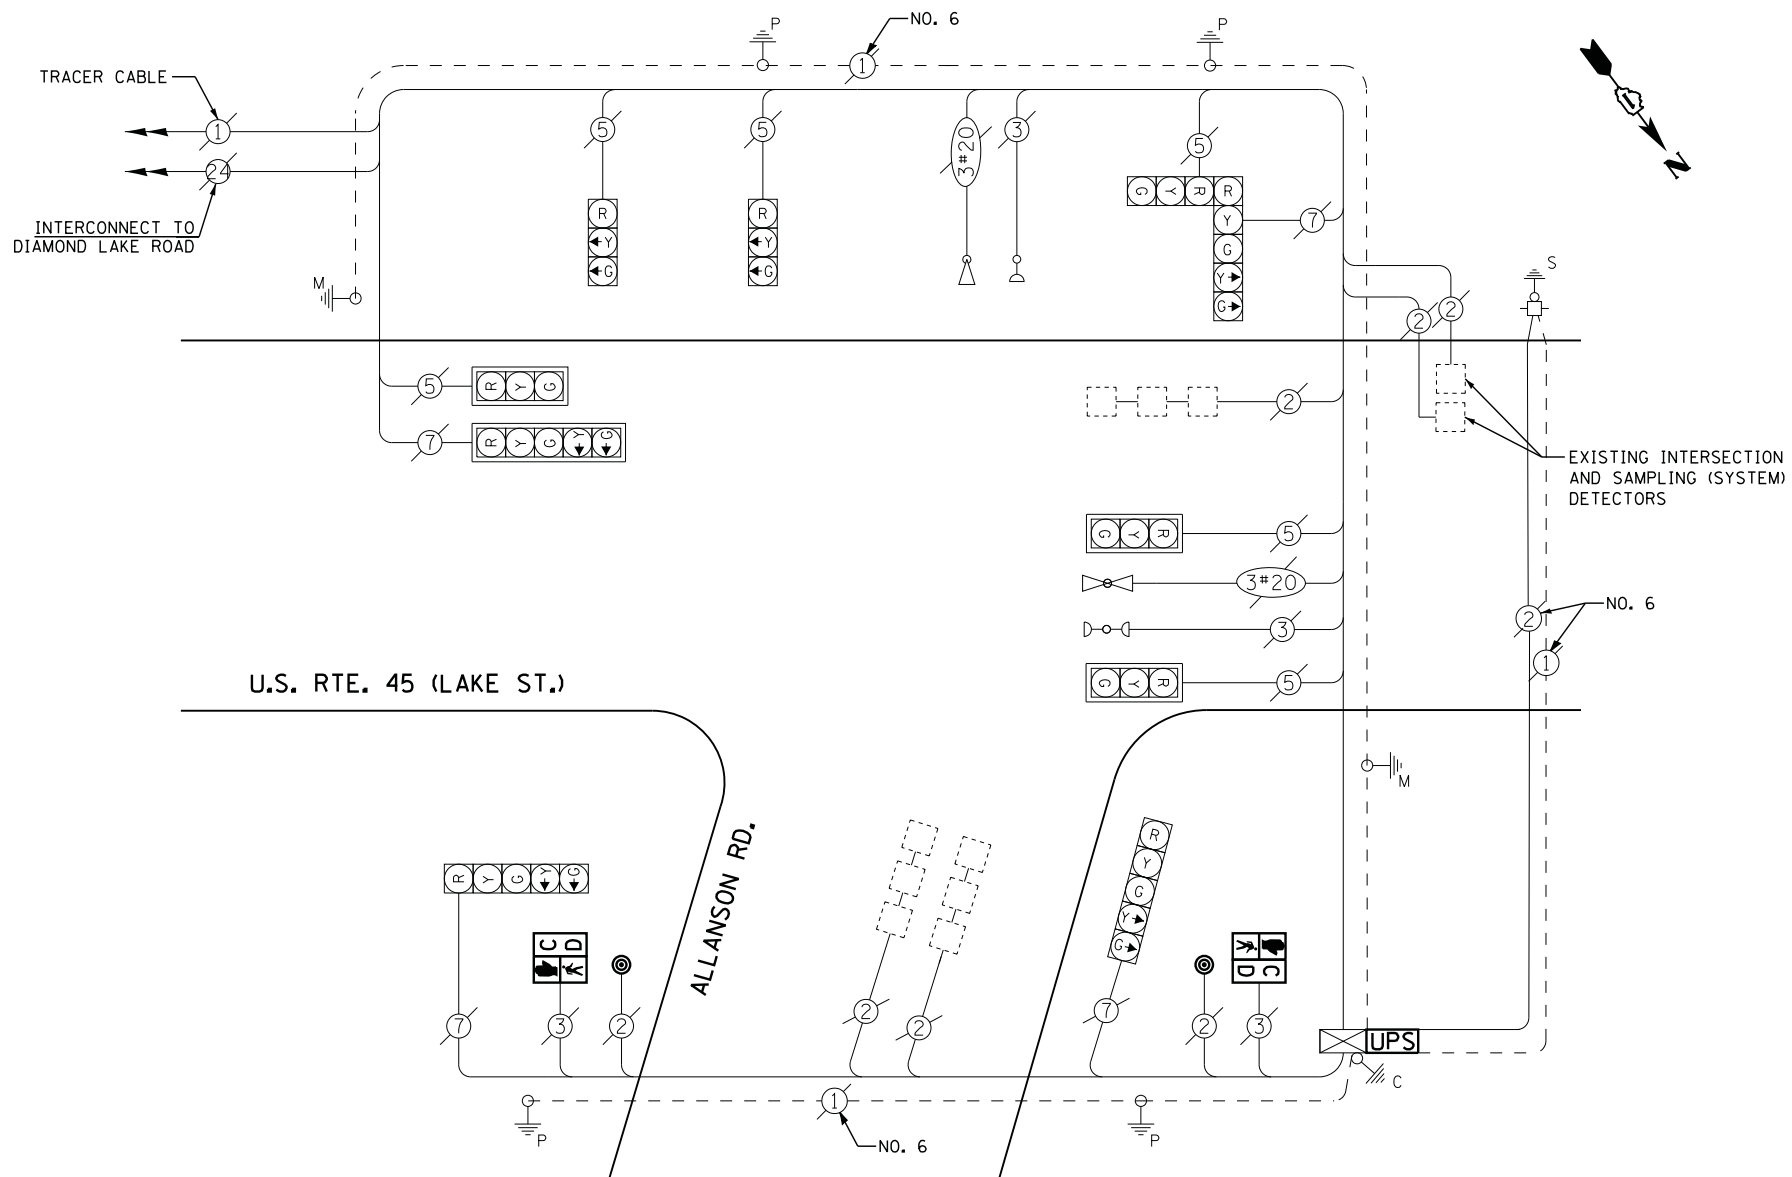 NO. 6
P
P
TRACER CABLE
1
1
5
5
3#20
3
5
24
N
INTERCONNECT TO
DIAMOND LAKE ROAD
G Y R R
Y
G
Y
G
7
R
Y
G
R
Y
G
M
S
2
2
5
R Y G
2
7
R Y G Y G
EXISTING INTERSECTION
AND SAMPLING (SYSTEM)
DETECTORS
G Y R
5
3#20
3
2
NO. 6
1
G Y R
5
U.S. RTE. 45 (LAKE ST.)
M
ALLANSON RD.
R
Y
G
Y
G
R Y G Y G
C D
C D
7
3
2
2
2
7
2
3
UPS
C
1
P
P
NO. 6